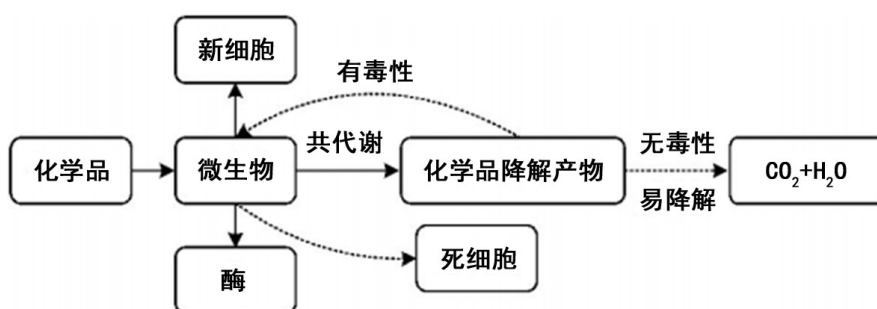 新细胞
有毒性
化学品
微生物
共代谢
化学品降解产物
无毒性
易降解
CO₂+H₂O
酶
死细胞